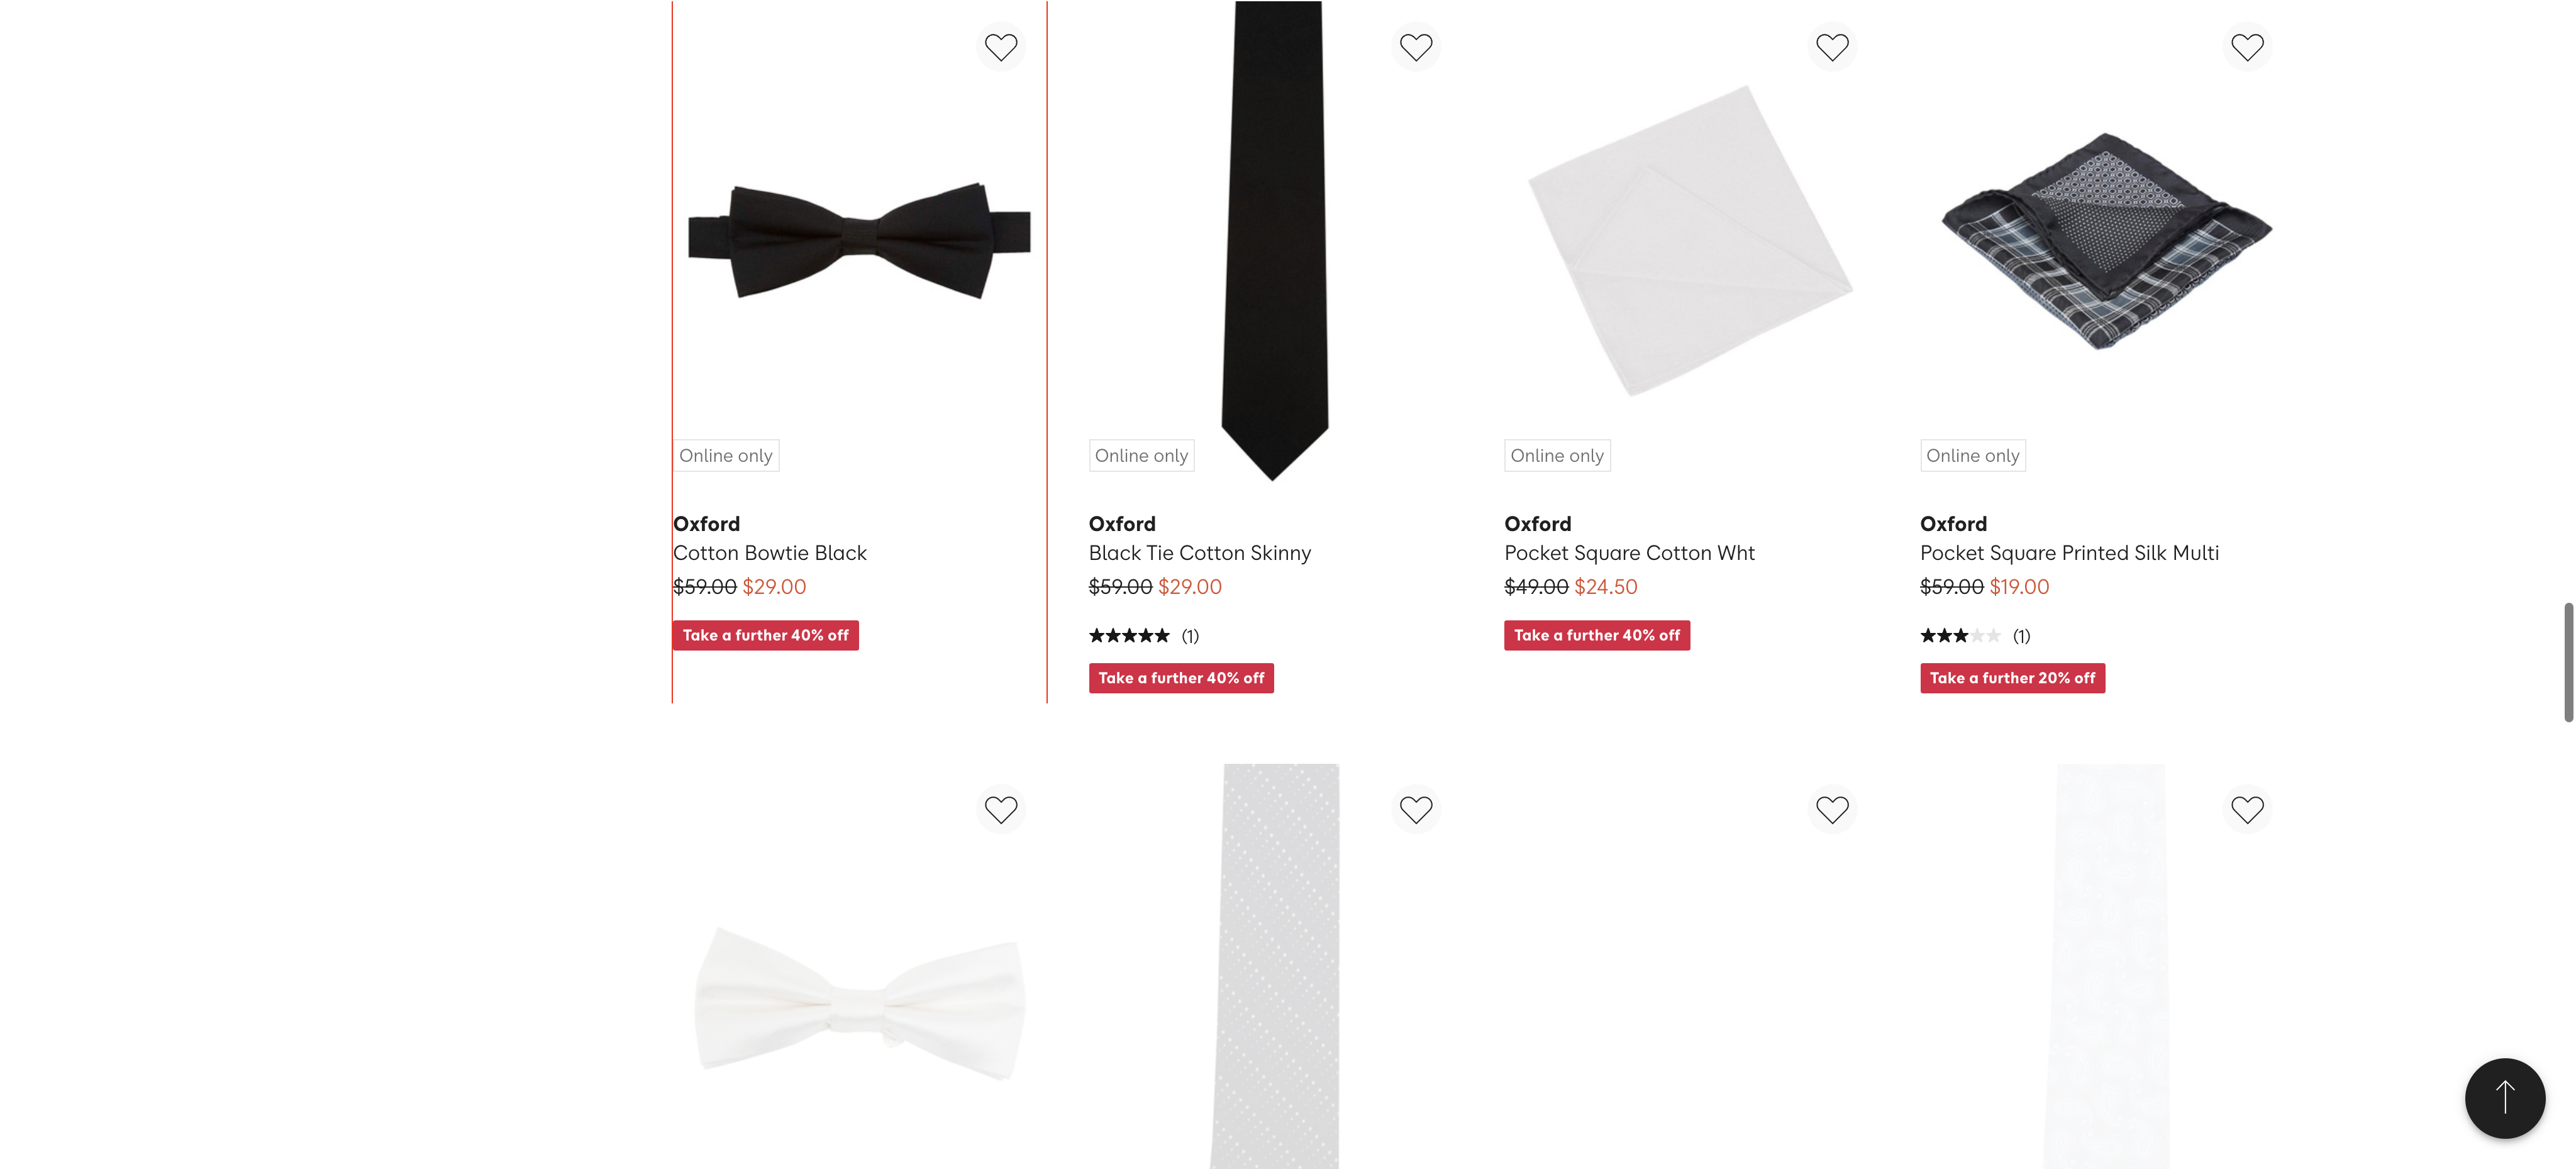 Online only
Oxford
Cotton Bowtie Black
$59.00 $29.00
Take a further 40% off
Online only
Oxford
Black Tie Cotton Skinny
$59.00 $29.00
(1)
Take a further 40% off
Online only
Oxford
Pocket Square Cotton Wht
$49.00 $24.50
Take a further 40% off
Online only
Oxford
Pocket Square Printed Silk Multi
$59.00 $19.00
(1)
Take a further 20% off